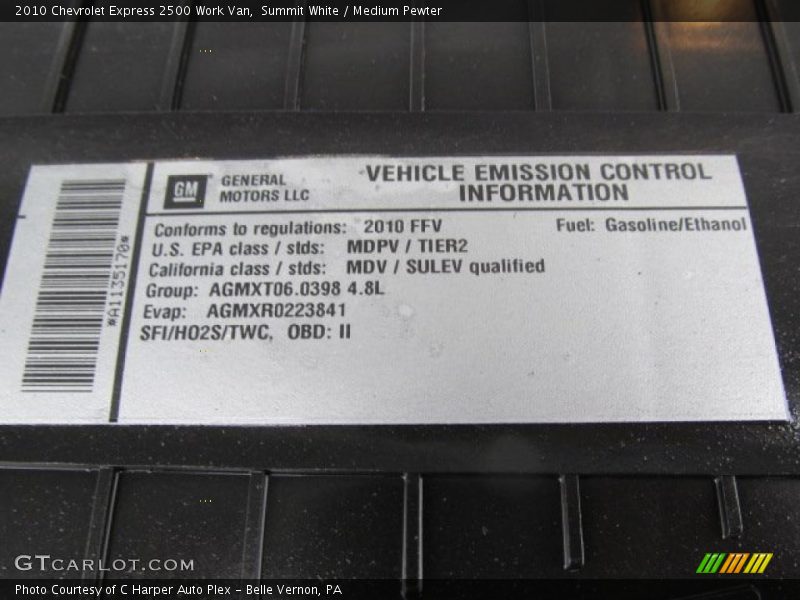 2010 Chevrolet Express 2500 Work Van, Summit White / Medium Pewter
GM
GENERAL
MOTORS LLC
VEHICLE EMISSION CONTROL
INFORMATION
Conforms to regulations: 2010 FFV
Fuel: Gasoline/Ethanol
U.S. EPA class / stds: MDPV / TIER2
California class / stds: MDV / SULEV qualified
Group: AGMXT06.0398 4.8L
Evap: AGMXR0223841
SFI/HO2S/TWC, OBD: II
*A1135170*
GTCARLOT.COM
Photo Courtesy of C Harper Auto Plex - Belle Vernon, PA